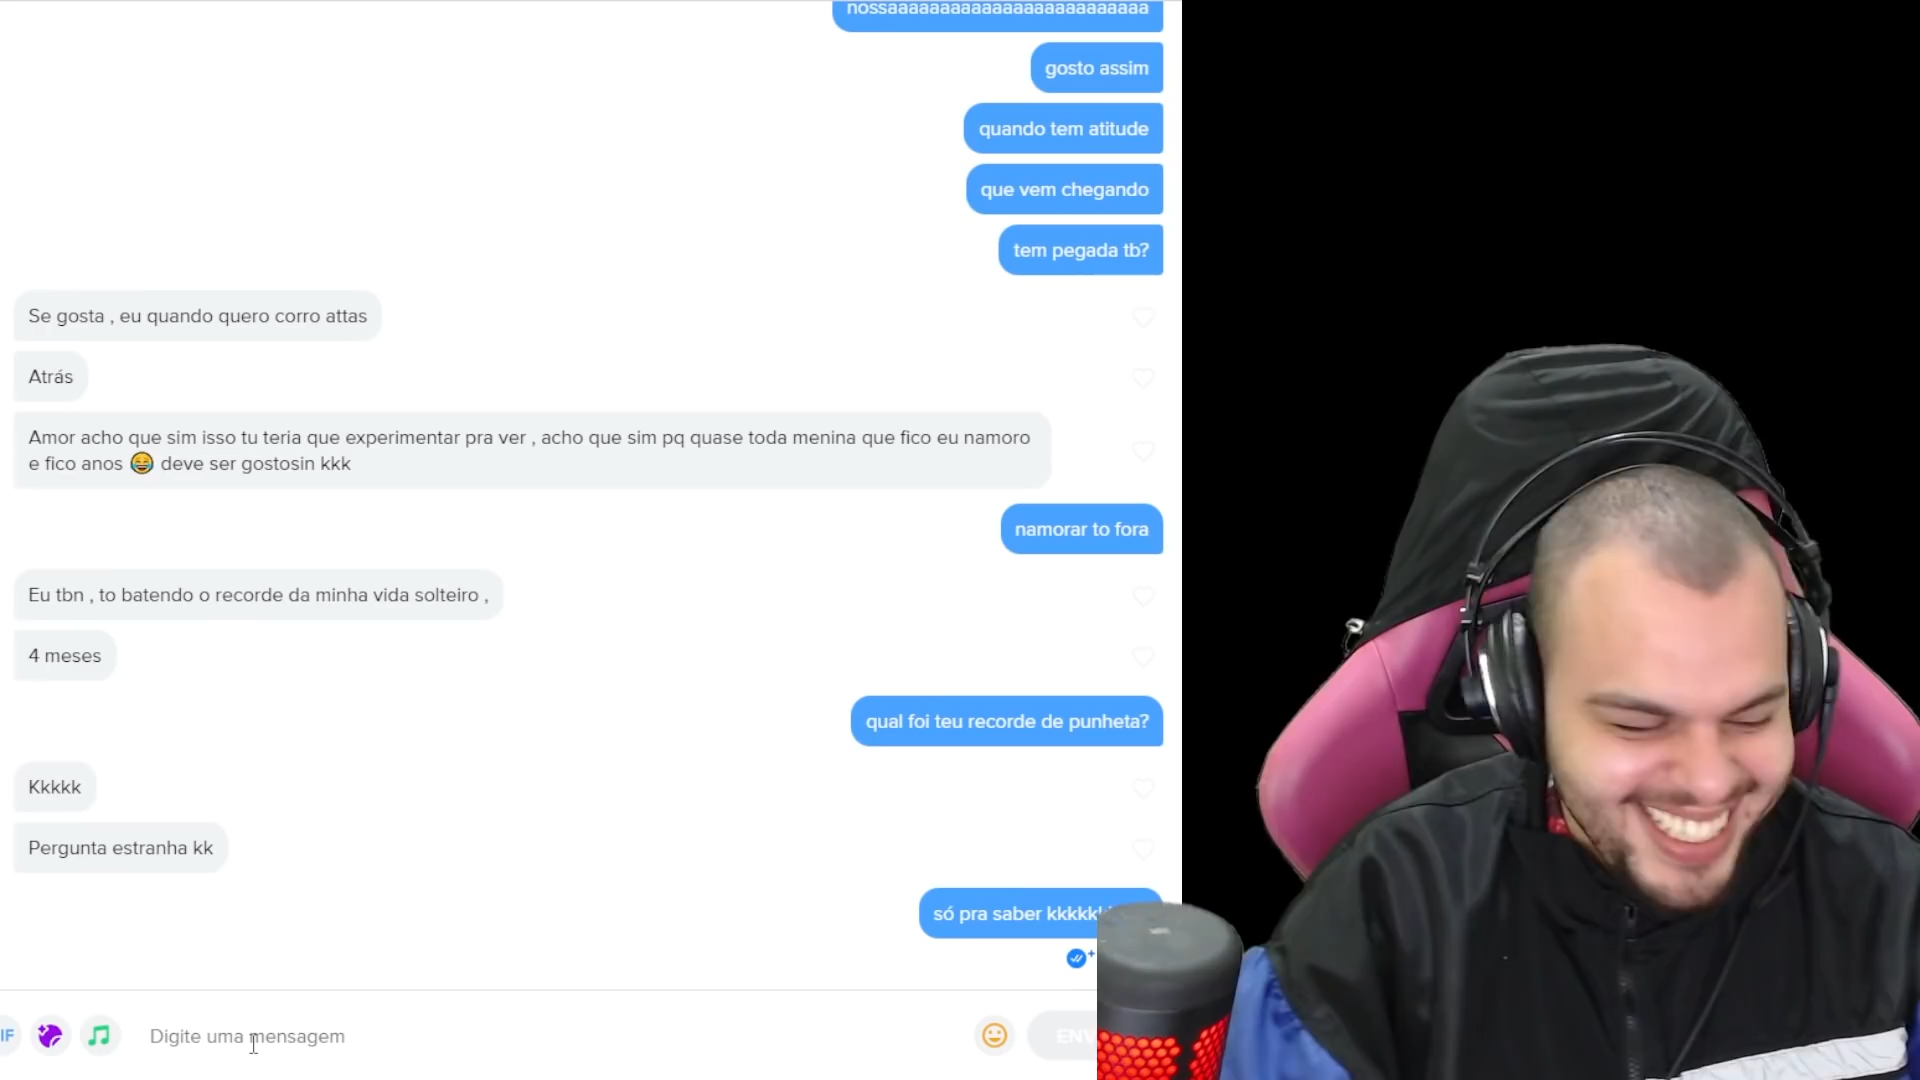 nossaaaaaaaaaaaaaaaaaaaaaaaaa
gosto assim
quando tem atitude
que vem chegando
tem pegada tb?
Se gosta , eu quando quero corro attas
Atrás
Amor acho que sim isso tu teria que experimentar pra ver , acho que sim pq quase toda menina que fico eu namoro
e fico anos 😂 deve ser gostosin kkk
namorar to fora
Eu tbn , to batendo o recorde da minha vida solteiro ,
4 meses
qual foi teu recorde de punheta?
Kkkkk
Pergunta estranha kk
só pra saber kkkkk
IF
Digite uma mensagem
ENV